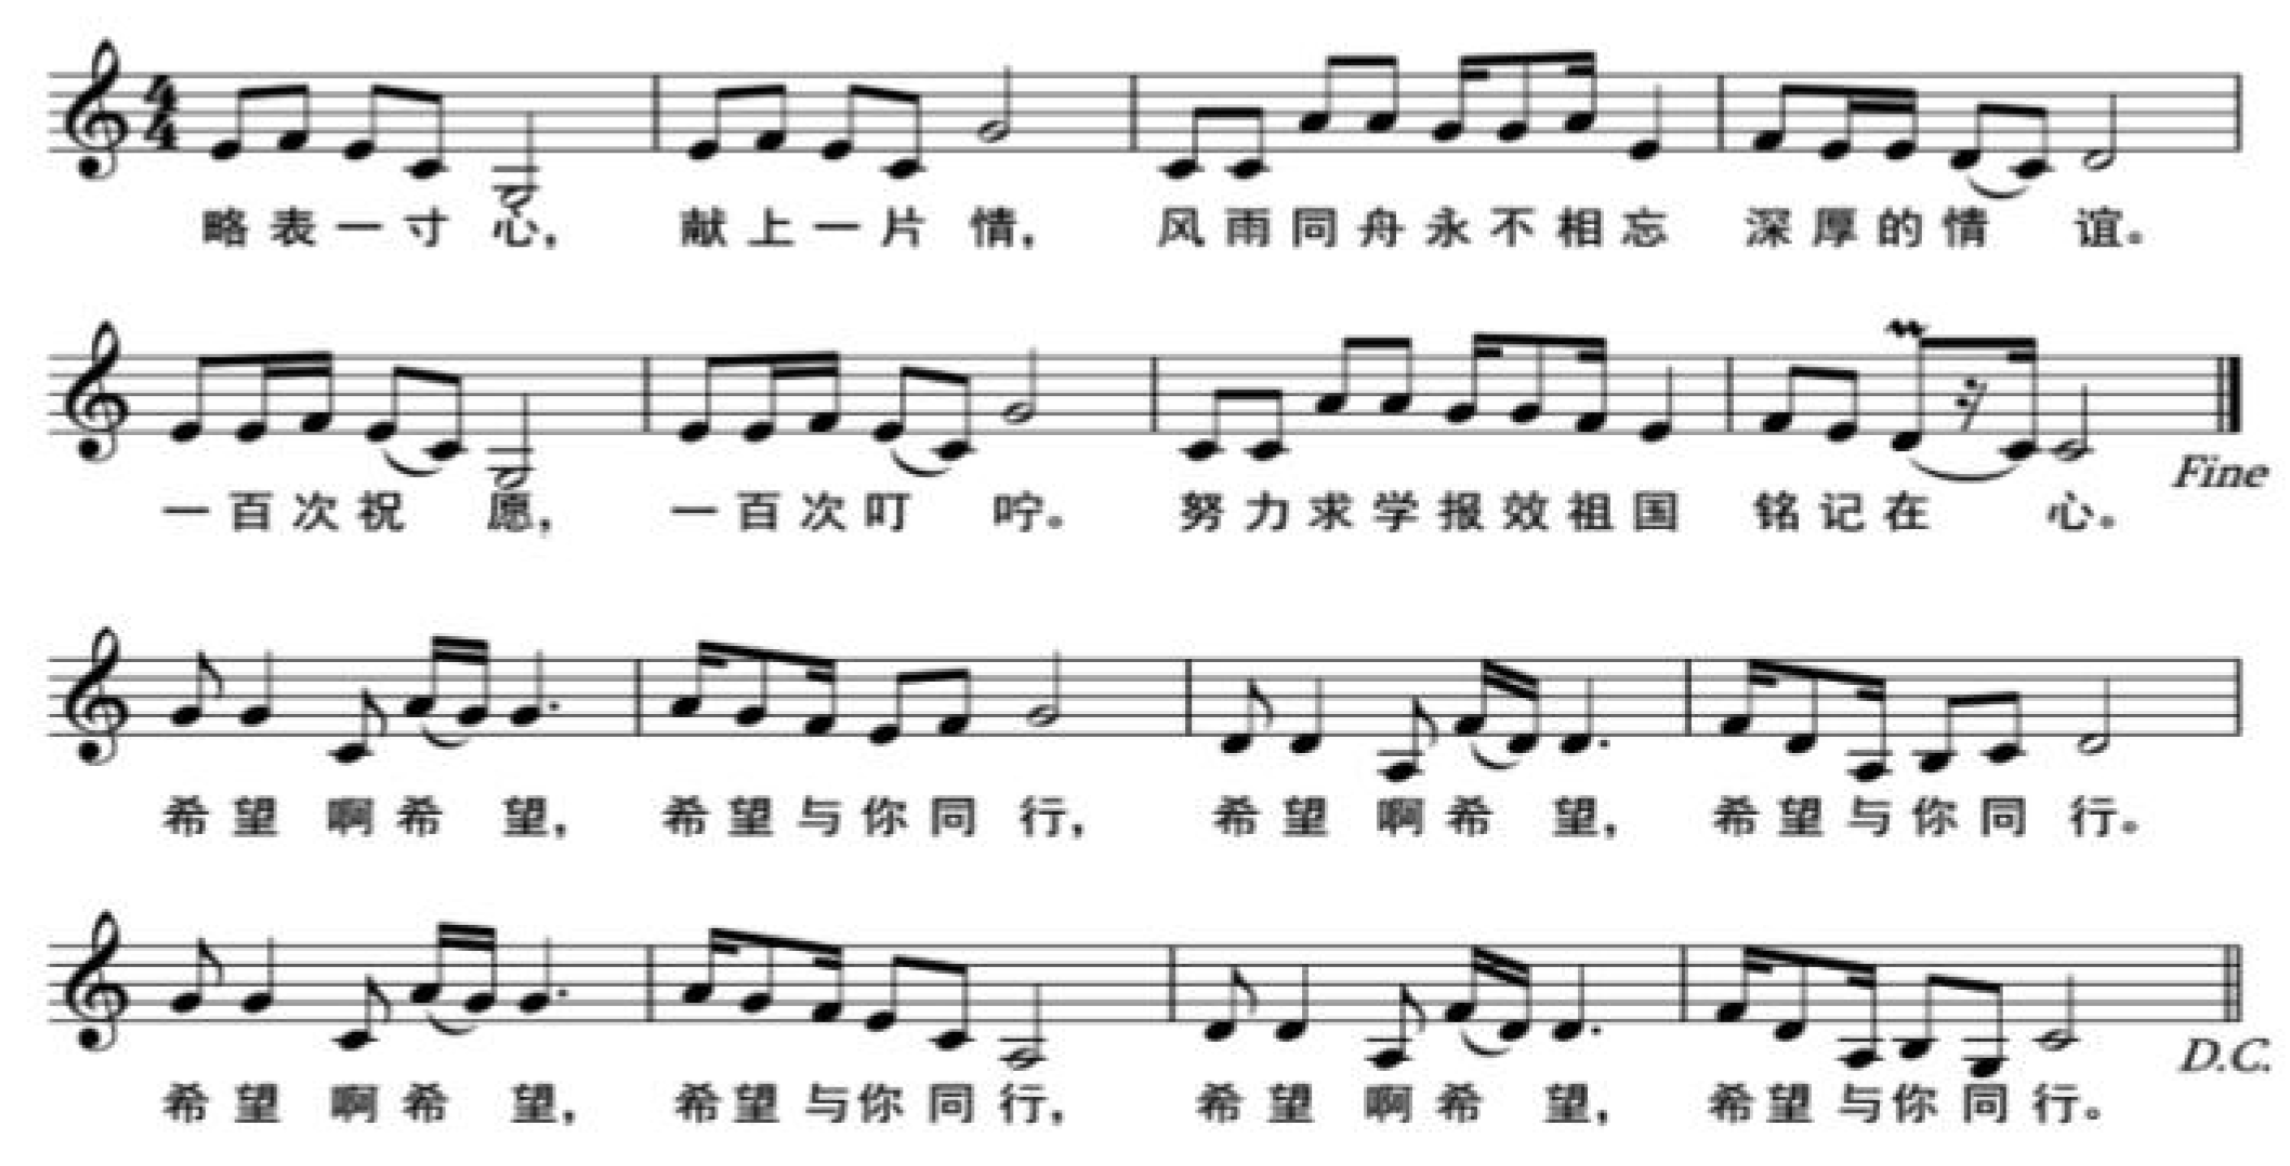 4
4
略表一寸心, 献上一片情, 风雨同舟永不相忘 深厚的情谊。
一百次祝愿, 一百次叮咛。 努力求学报效祖国 铭记在心。
Fine
希望啊希望, 希望与你同行, 希望啊希望, 希望与你同行。
希望啊希望, 希望与你同行, 希望啊希望, 希望与你同行。
D.C.